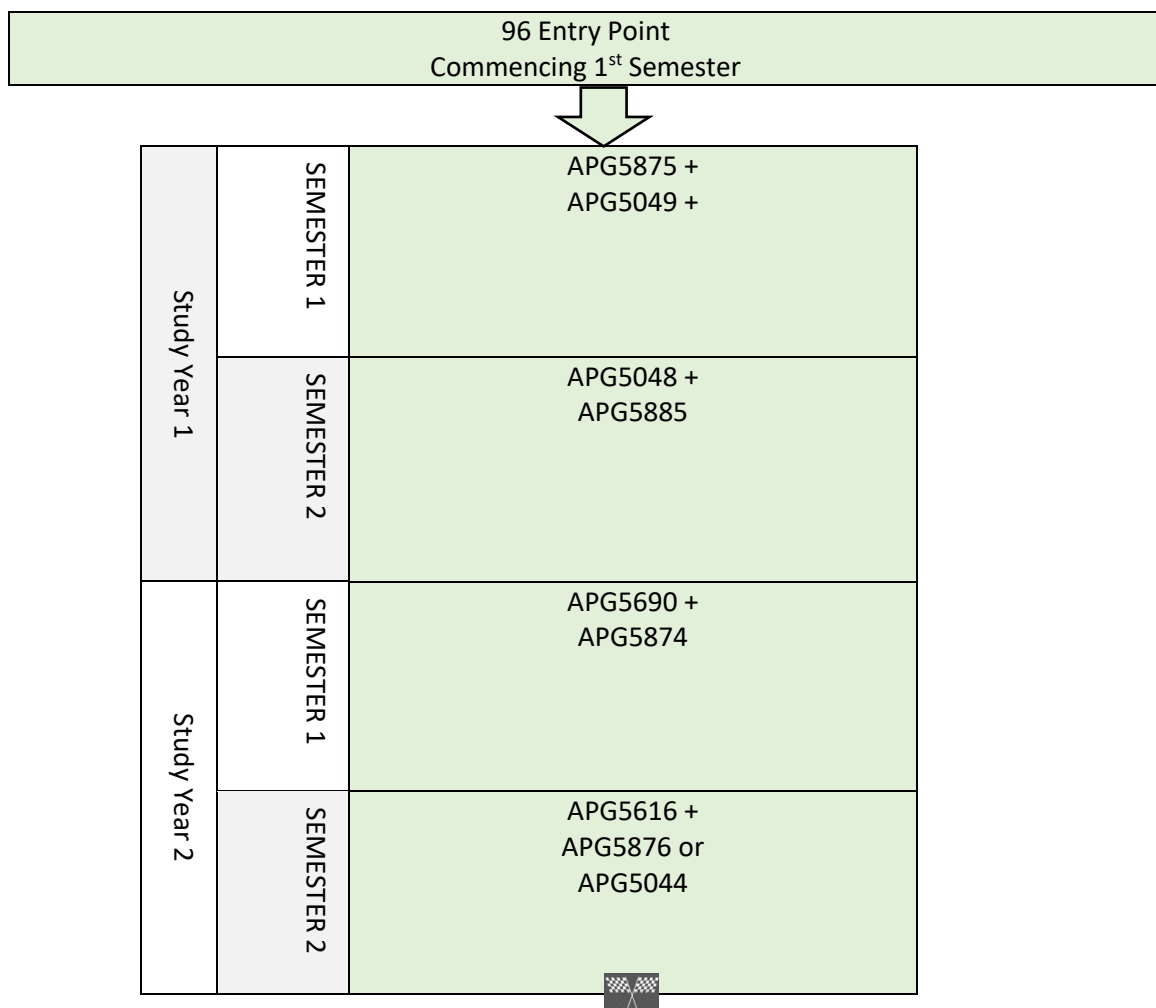 96 Entry Point
Commencing 1st Semester
Study Year 1
SEMESTER 1
APG5875 +
APG5049 +
SEMESTER 2
APG5048 +
APG5885
Study Year 2
SEMESTER 1
APG5690 +
APG5874
SEMESTER 2
APG5616 +
APG5876 or
APG5044